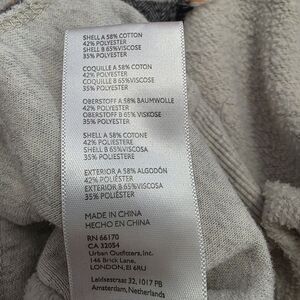 SHELL A 58% COTTON
42% POLYESTER
SHELL B 65%VISCOSE
35% POLYESTER
COQUILLE A 58% COTON
42% POLYESTER
COQUILLE B 65%VISCOSE
35% POLYESTER
OBERSTOFF A 58% BAUMWOLLE
42% POLYESTER
OBERSTOFF B 65% VISKOSE
35% POLYESTER
SHELL A 58% COTONE
42% POLIESTERE
SHELL B 65%VISCOSA
35% POLIESTERE
EXTERIOR A 58% ALGODÓN
42% POLIÉSTER
EXTERIOR B 65%VISCOSA
35% POLIÉSTER
MADE IN CHINA
HECHO EN CHINA
RN 66170
CA 32054
Urban Outfitters, Inc.
146 Brick Lane,
LONDON, E1 6RU
Leidsestraat 32, 1017 PB
Amsterdam, Netherlands